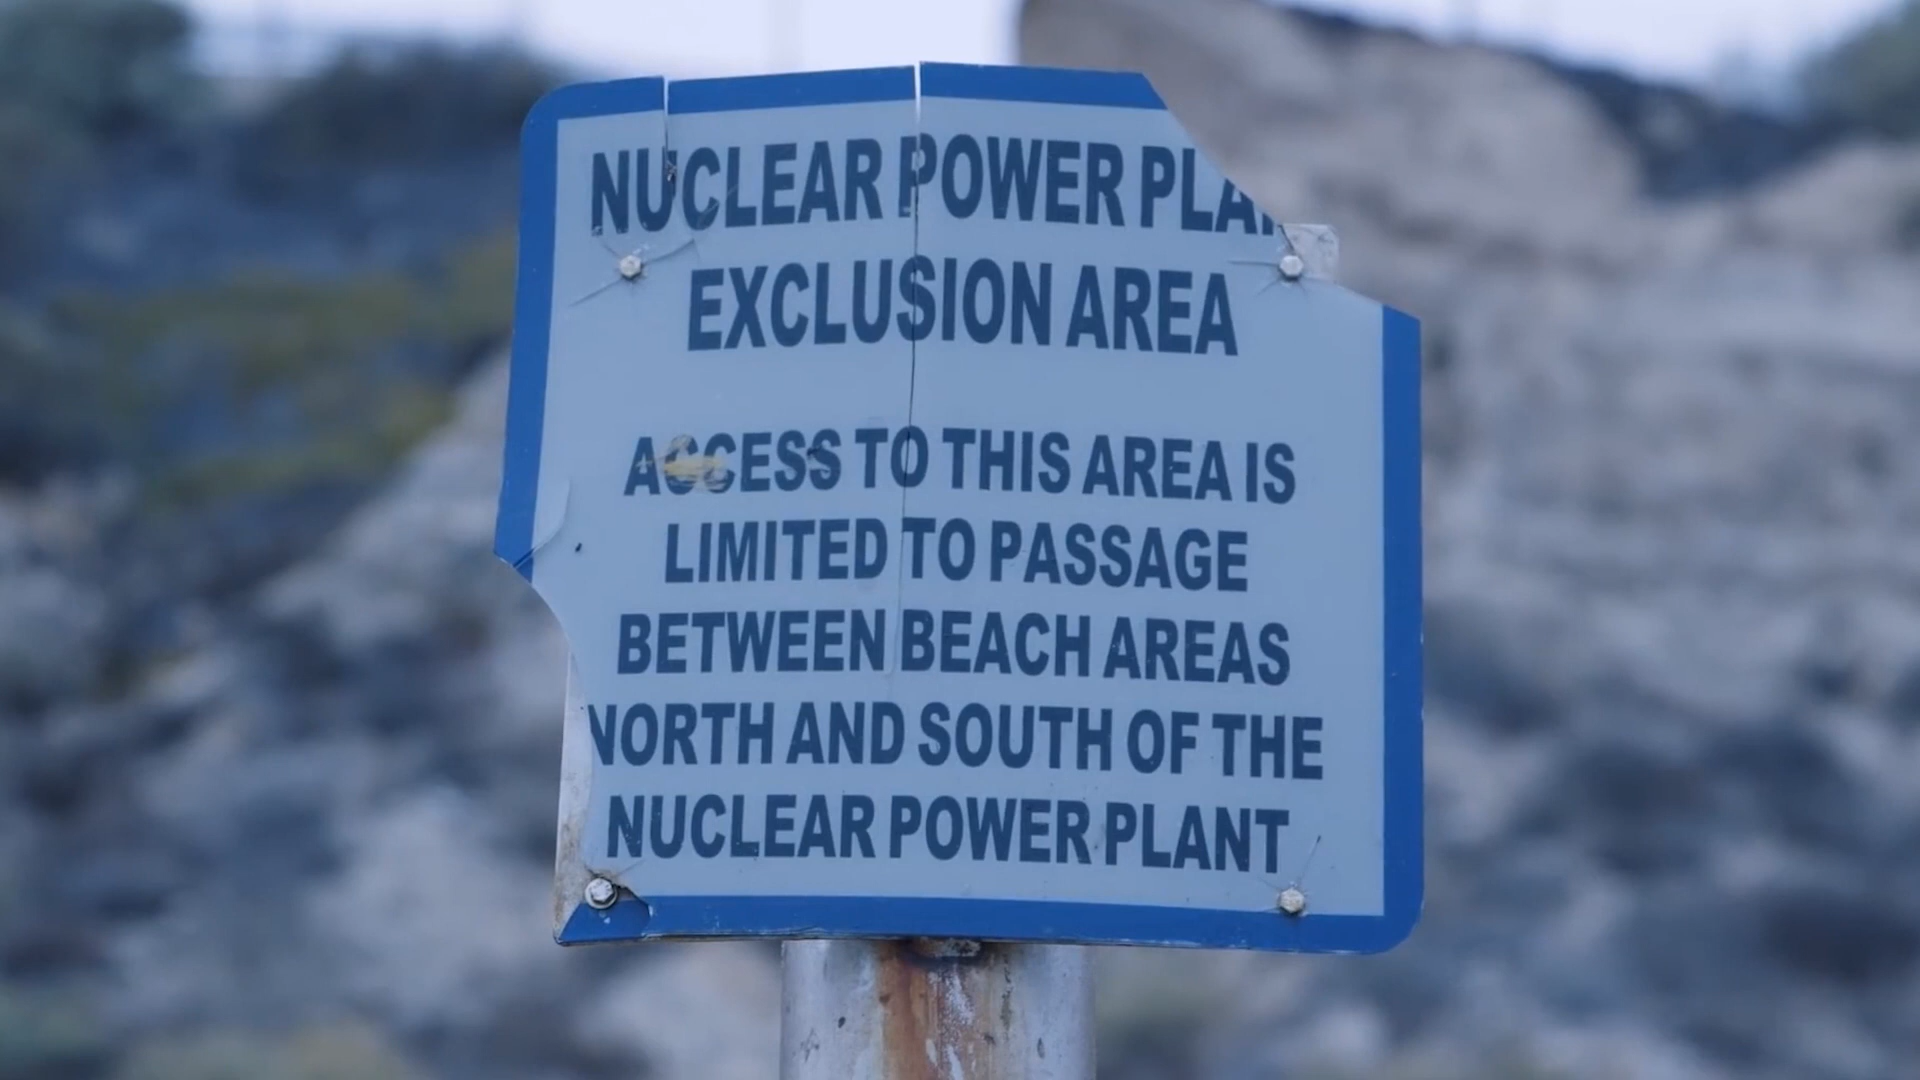 NUCLEAR POWER PLA
EXCLUSION AREA
ACCESS TO THIS AREA IS
LIMITED TO PASSAGE
BETWEEN BEACH AREAS
NORTH AND SOUTH OF THE
NUCLEAR POWER PLANT